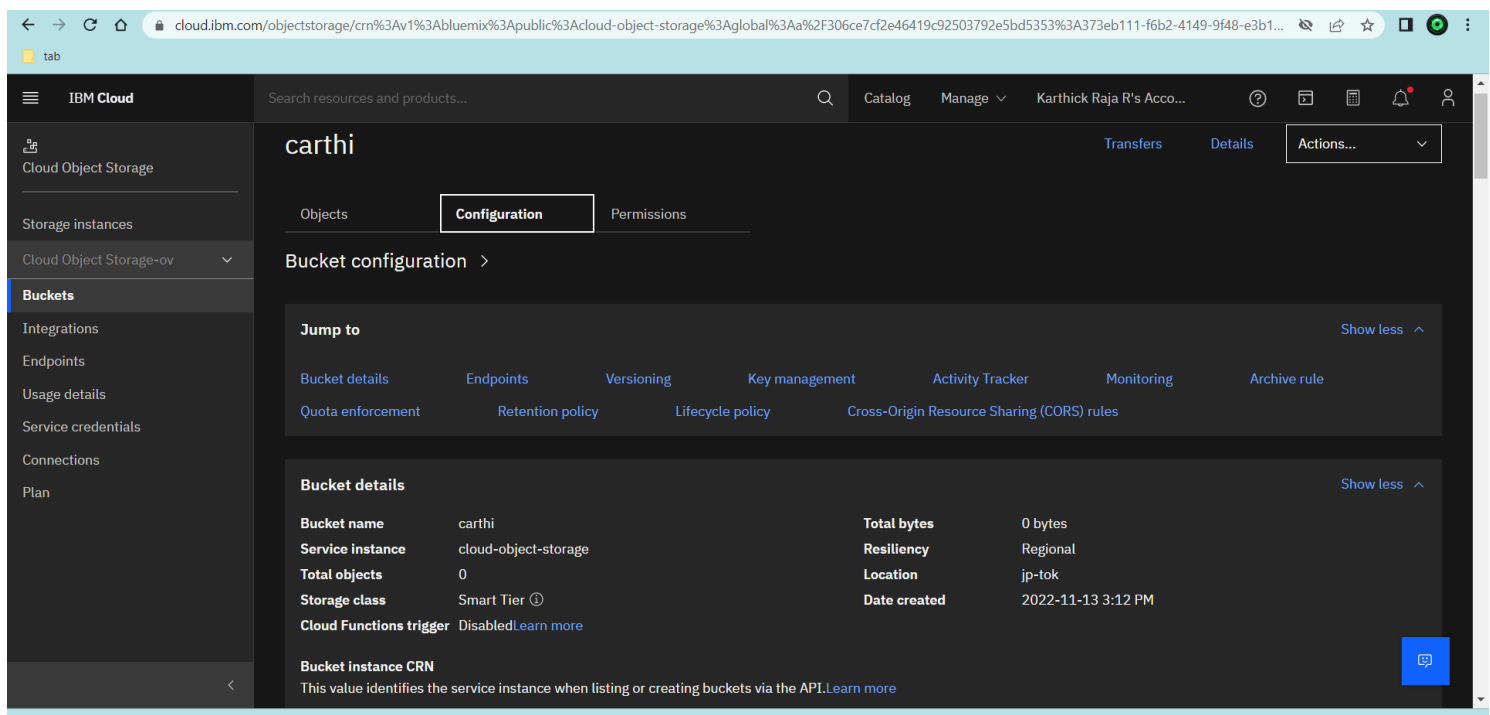 cloud.ibm.com/objectstorage/crn%3Av1%3Abluemix%3Apublic%3Acloud-object-storage%3Aglobal%3Aa%2F306ce7cf2e46419c92503792e5bd5353%3A373eb111-f6b2-4149-9f48-e3b1...
tab
IBM Cloud
Search resources and products...
Catalog
Manage
Karthick Raja R's Acco...
Cloud Object Storage
Storage instances
Cloud Object Storage-ov
Buckets
Integrations
Endpoints
Usage details
Service credentials
Connections
Plan
carthi
Transfers
Details
Actions...
Objects
Configuration
Permissions
Bucket configuration
Jump to
Show less
Bucket details Endpoints Versioning Key management Activity Tracker Monitoring Archive rule
Quota enforcement Retention policy Lifecycle policy Cross-Origin Resource Sharing (CORS) rules
Bucket details
Show less
Bucket name carthi
Service instance cloud-object-storage
Total objects 0
Storage class Smart Tier
Cloud Functions trigger DisabledLearn more
Total bytes 0 bytes
Resiliency Regional
Location jp-tok
Date created 2022-11-13 3:12 PM
Bucket instance CRN
This value identifies the service instance when listing or creating buckets via the API.Learn more